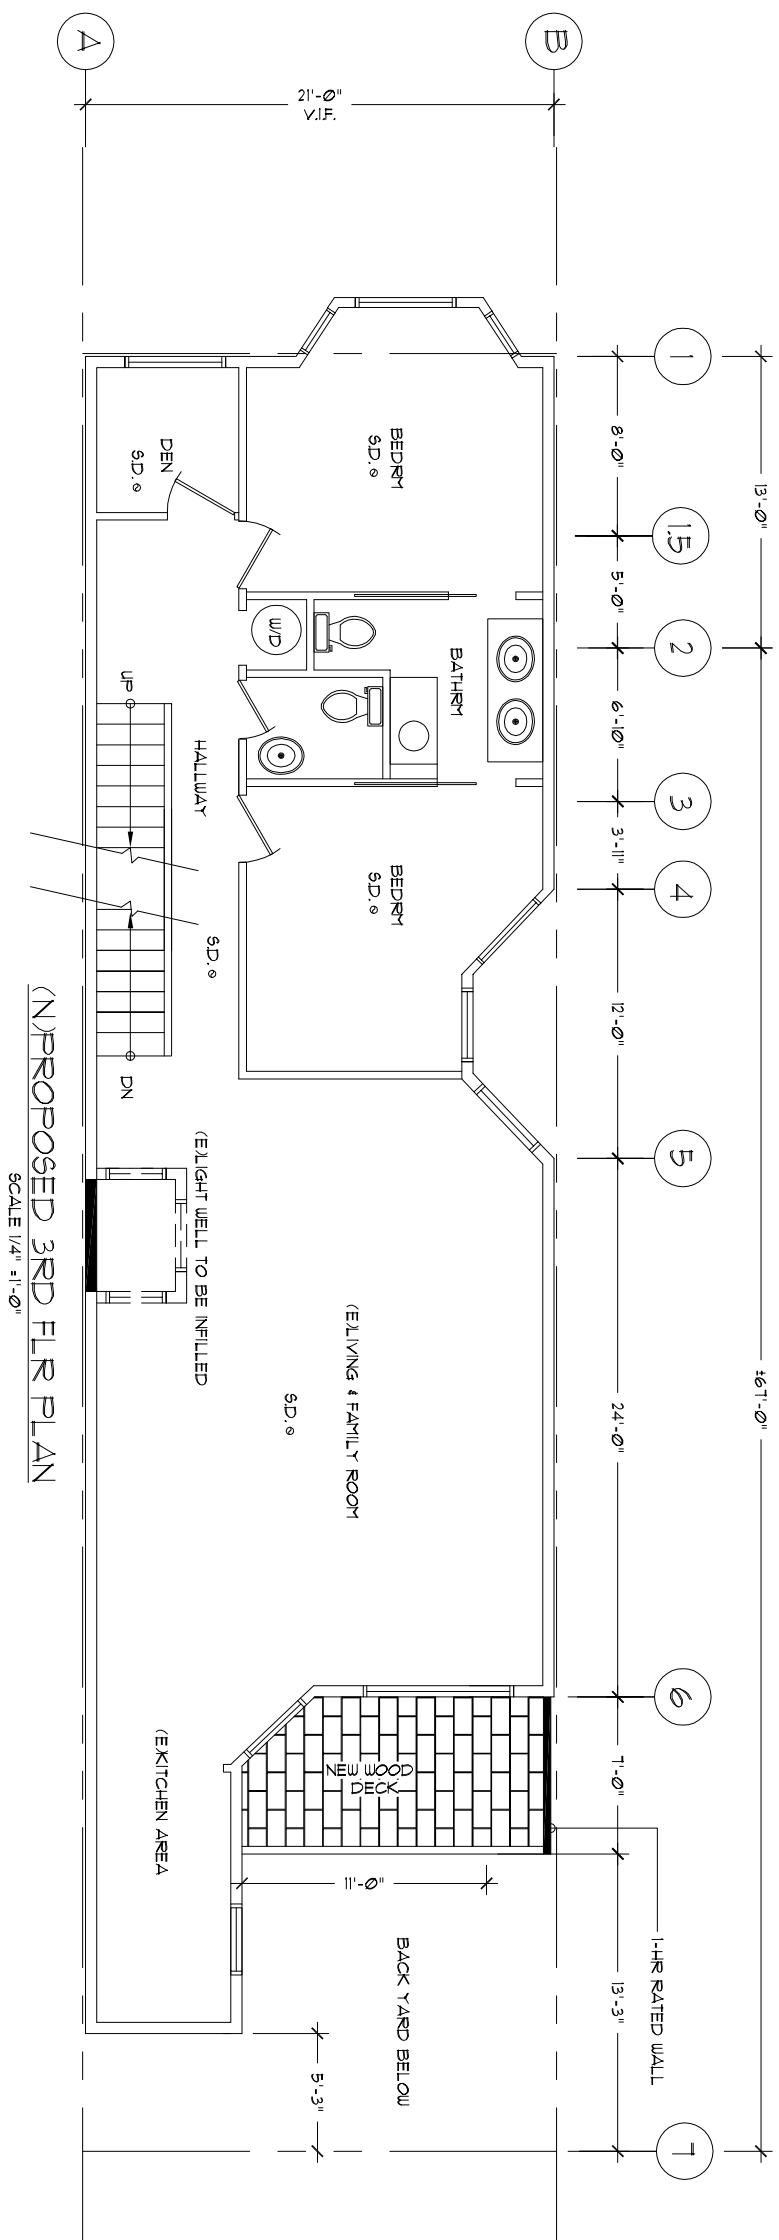 A
B
21'-0"
V.I.F.
1
1.5
2
3
4
5
6
7
13'-0"
±67'-0"
8'-0"
5'-0"
6'-10"
3'-11"
12'-0"
24'-0"
7'-0"
13'-3"
BEDRM
S.D.
DEN
S.D.
W/D
BATHRM
UP
HALLWAY
BEDRM
S.D.
S.D.
DN
(E)LIGHT WELL TO BE INFILLED
(E)LIVING & FAMILY ROOM
S.D.
(E)KITCHEN AREA
NEW WOOD
DECK
11'-0"
1-HR RATED WALL
BACK YARD BELOW
5'-3"
(N)PROPOSED 3RD FLR PLAN
SCALE 1/4" =1'-0"